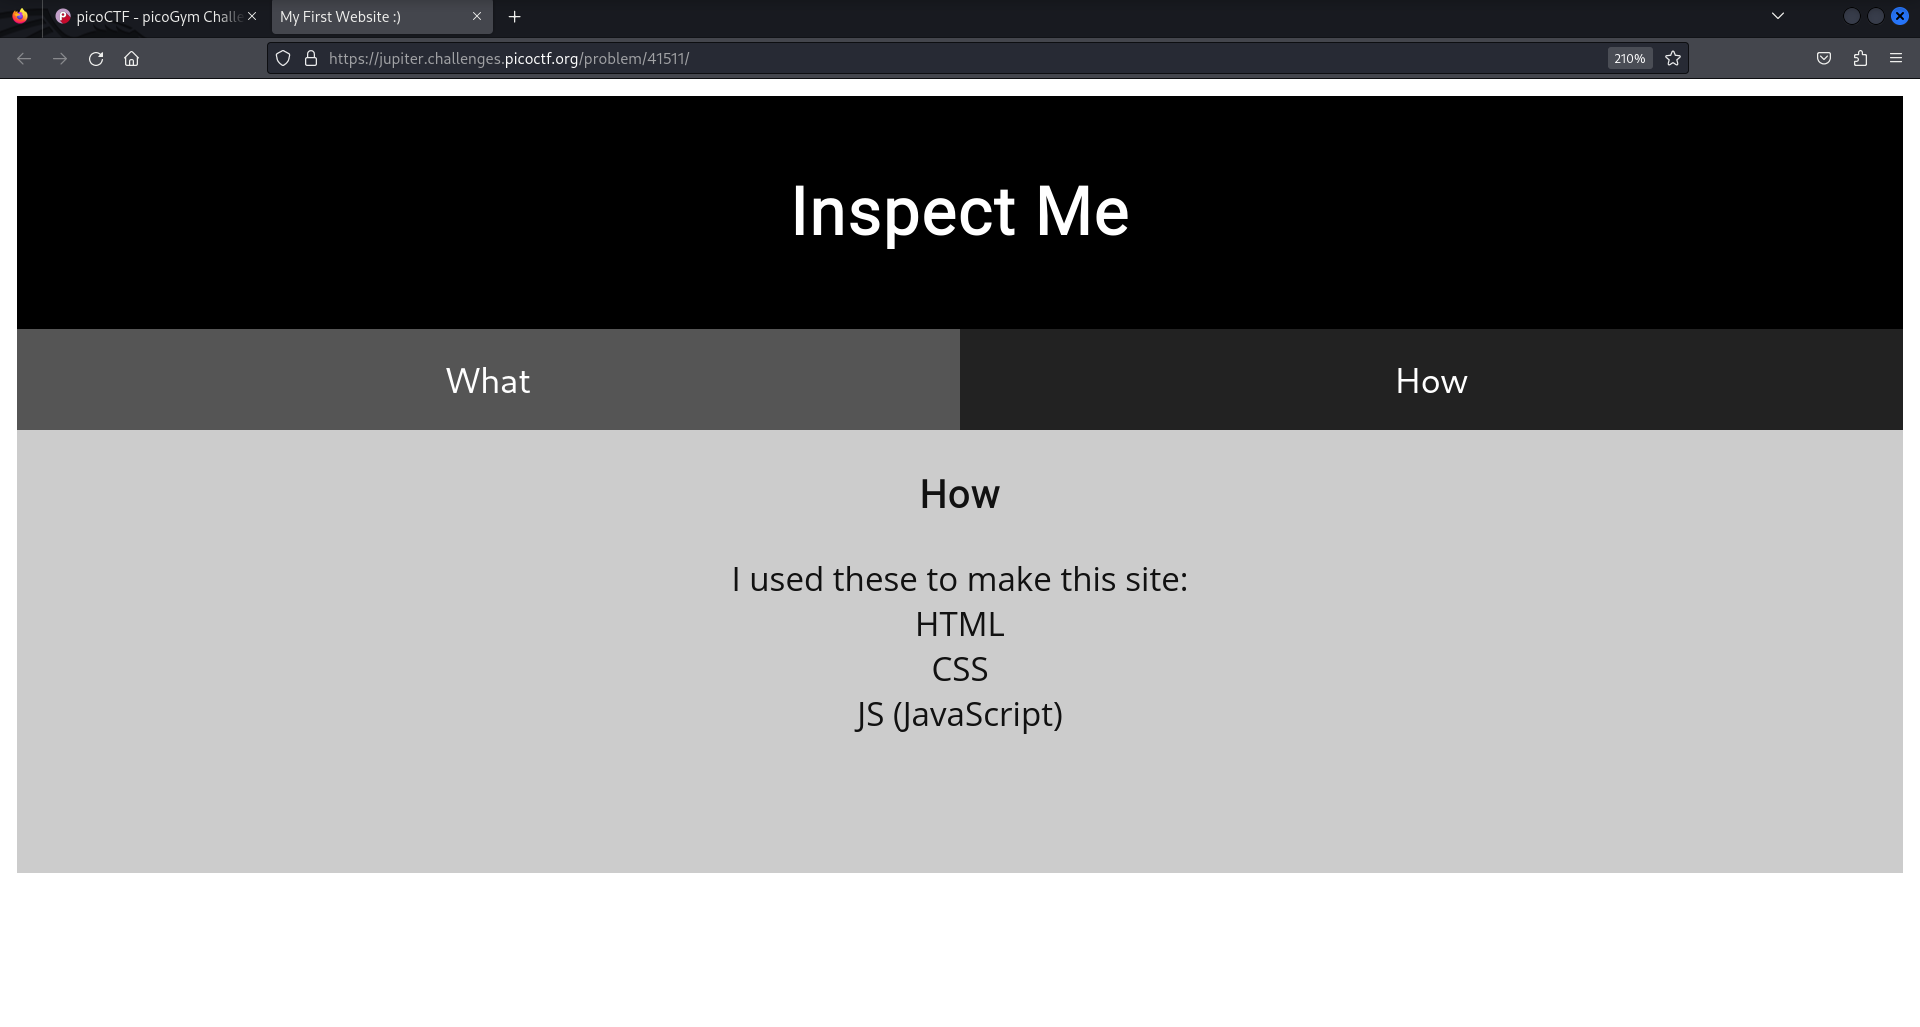 picoCTF - picoGym Challe
My First Website :)
https://jupiter.challenges.picoctf.org/problem/41511/
210%
Inspect Me
What
How
How
I used these to make this site:
HTML
CSS
JS (JavaScript)